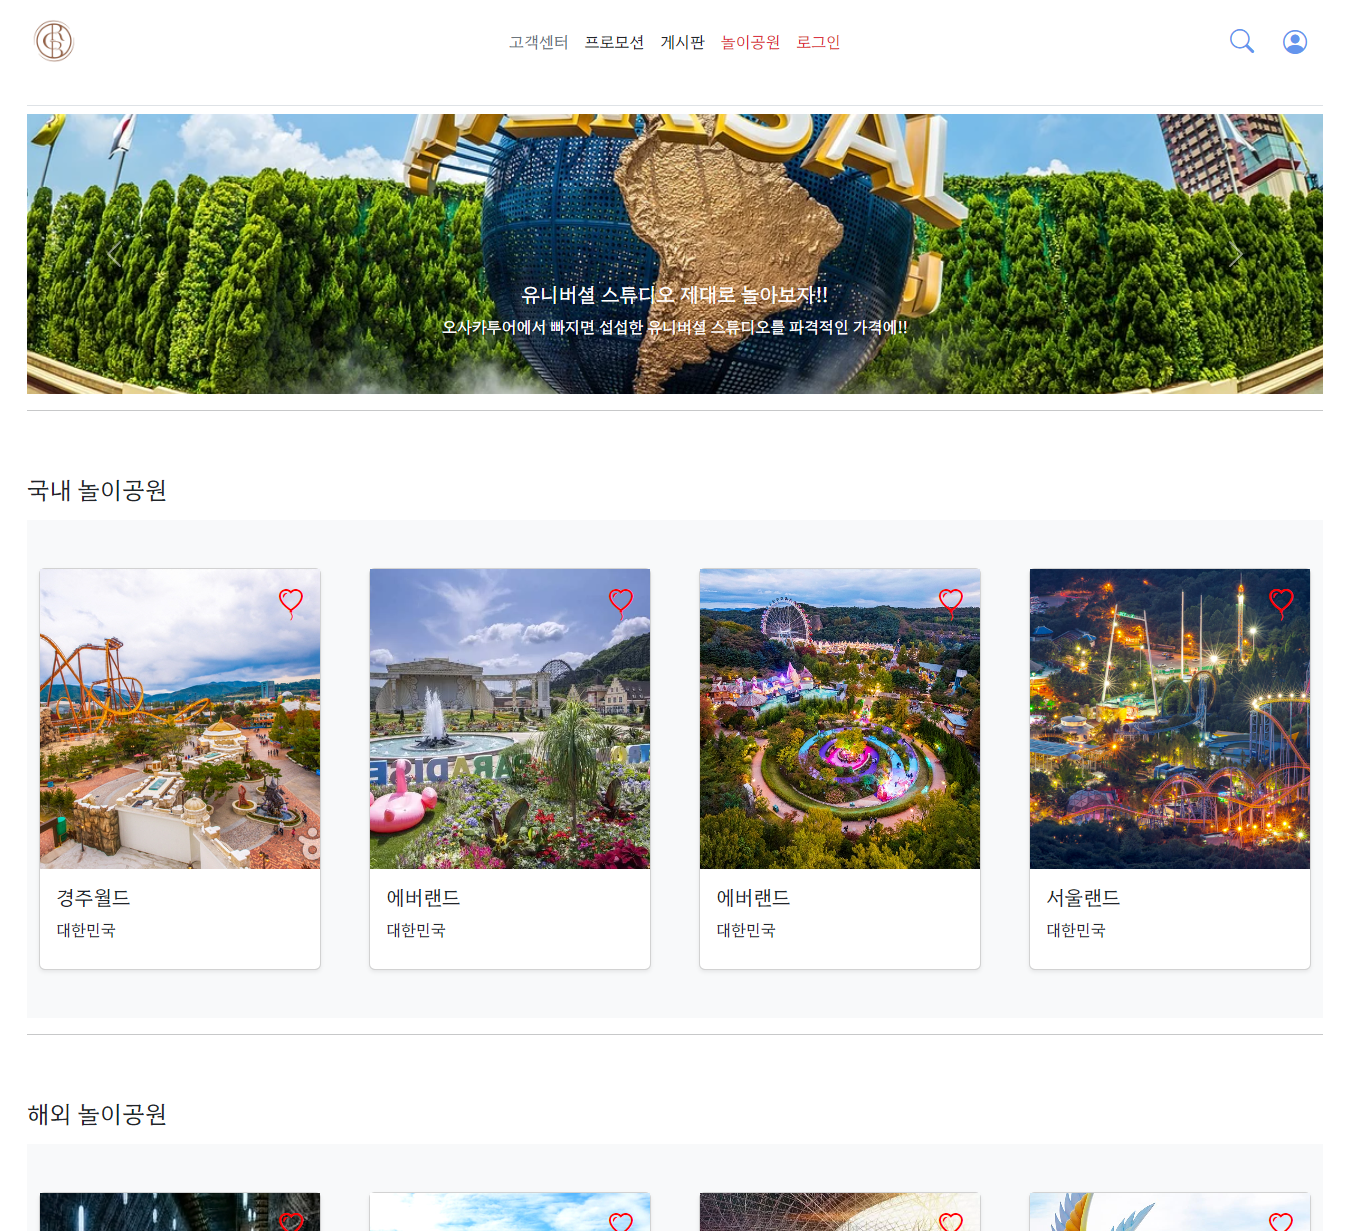 고객센터 프로모션 게시판 놀이공원 로그인
유니버셜 스튜디오 제대로 놀아보자!!
오사카투어에서 빠지면 섭섭한 유니버셜 스튜디오를 파격적인 가격에!!
국내 놀이공원
PARADISE
경주월드
대한민국
에버랜드
대한민국
에버랜드
대한민국
서울랜드
대한민국
해외 놀이공원